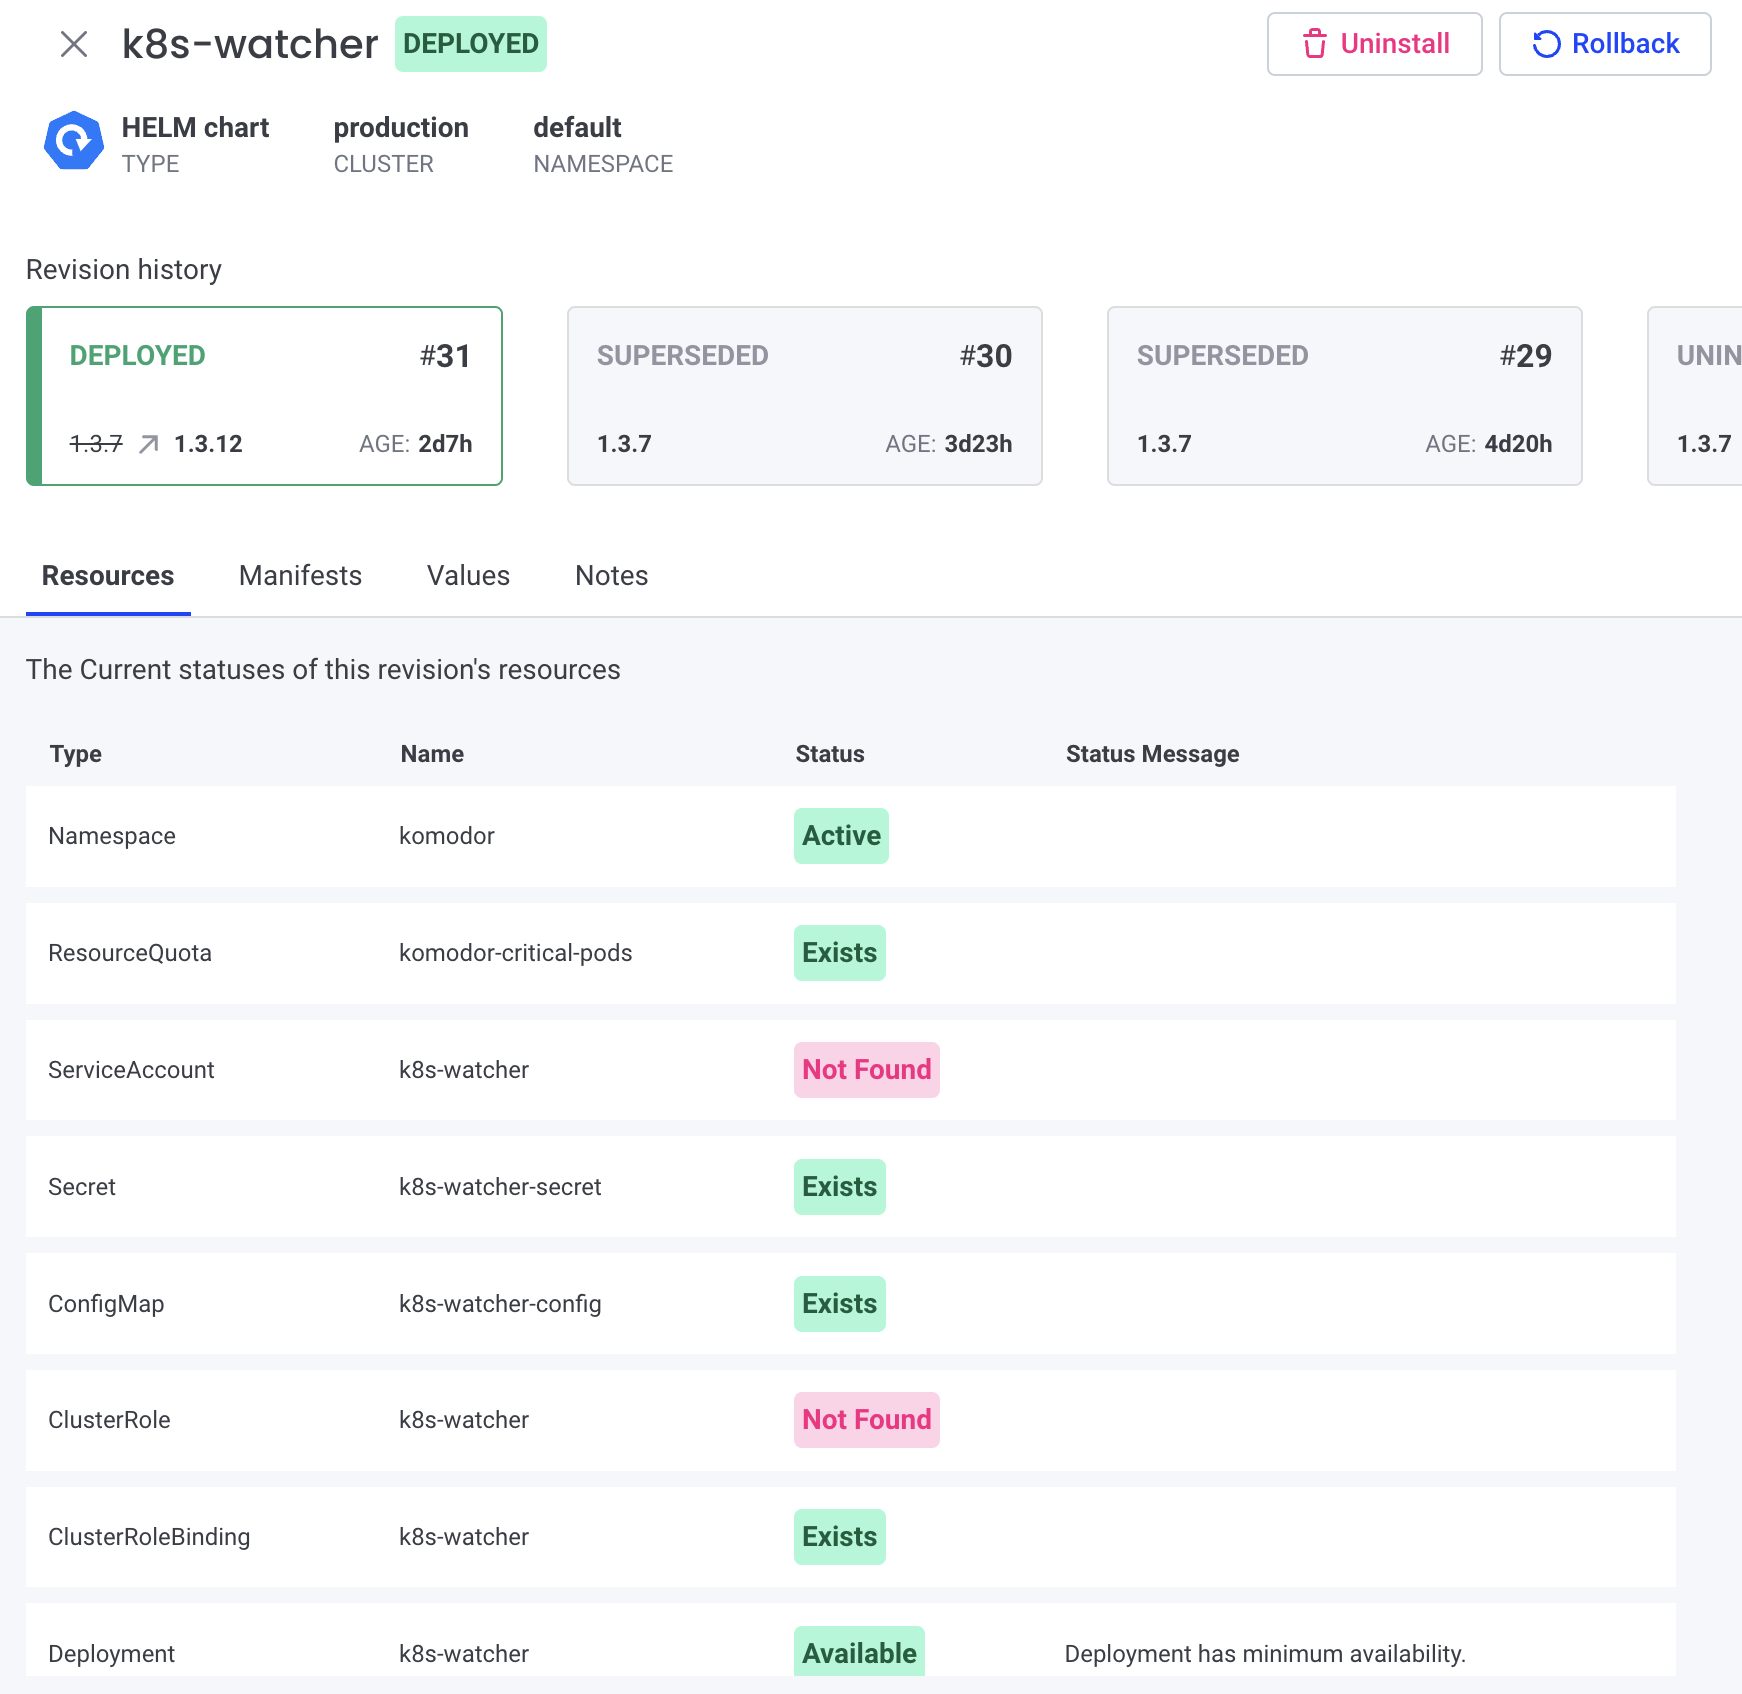 k8s-watcher DEPLOYED Uninstall Rollback
HELM chart production default
TYPE CLUSTER NAMESPACE
Revision history
DEPLOYED #31 SUPERSEDED #30 SUPERSEDED #29 UNIN
1.3.7 1.3.12 AGE: 2d7h 1.3.7 AGE: 3d23h 1.3.7 AGE: 4d20h 1.3.7
Resources Manifests Values Notes
The Current statuses of this revision's resources
Type Name Status Status Message
Namespace komodor Active
ResourceQuota komodor-critical-pods Exists
ServiceAccount k8s-watcher Not Found
Secret k8s-watcher-secret Exists
ConfigMap k8s-watcher-config Exists
ClusterRole k8s-watcher Not Found
ClusterRoleBinding k8s-watcher Exists
Deployment k8s-watcher Available Deployment has minimum availability.